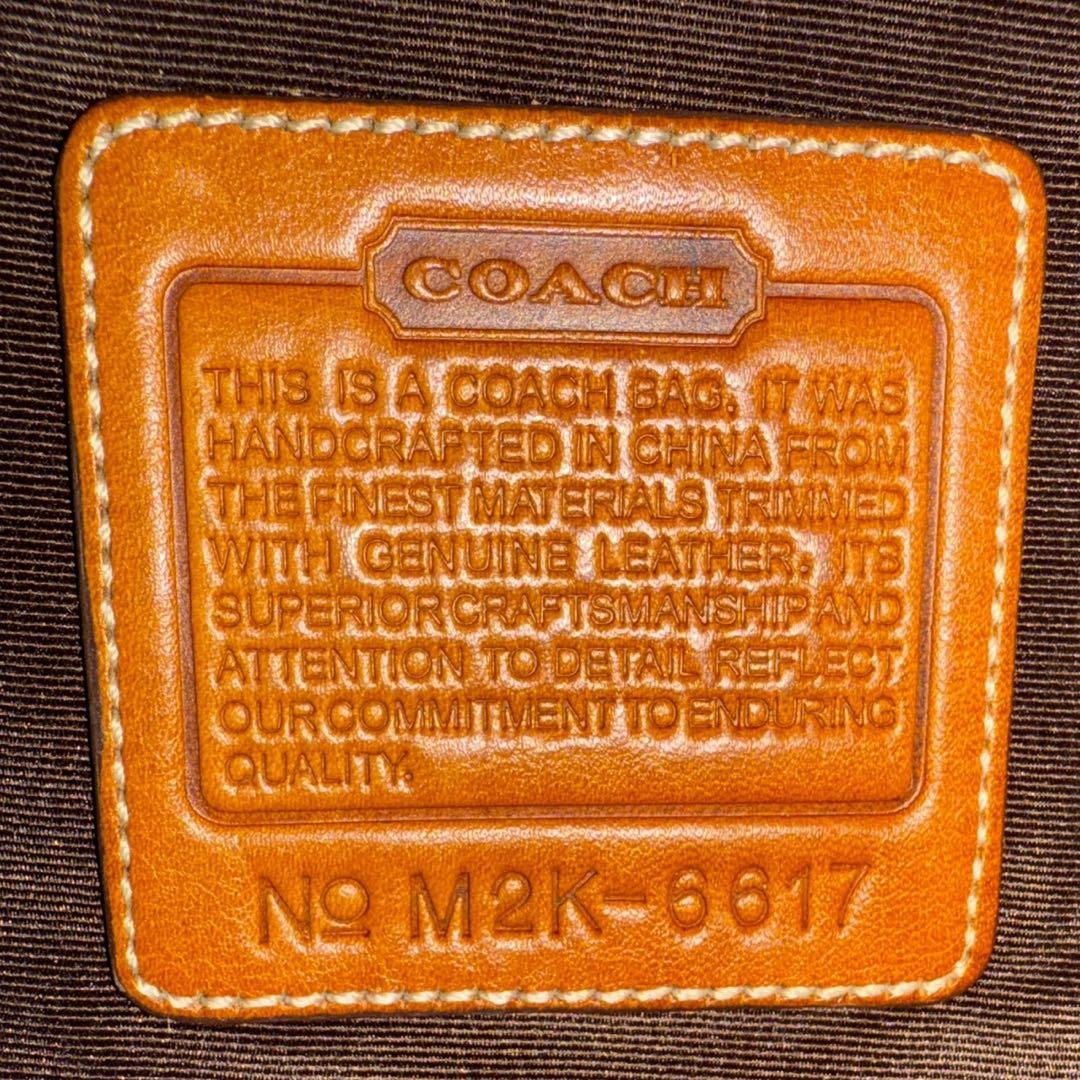 COACH
THIS IS A COACH BAG. IT WAS
HANDCRAFTED IN CHINA FROM
THE FINEST MATERIALS TRIMMED
WITH GENUINE LEATHER. ITS
SUPERIOR CRAFTSMANSHIP AND
ATTENTION TO DETAIL REFLECT
OUR COMMITMENT TO ENDURING
QUALITY.
No M2K-6617